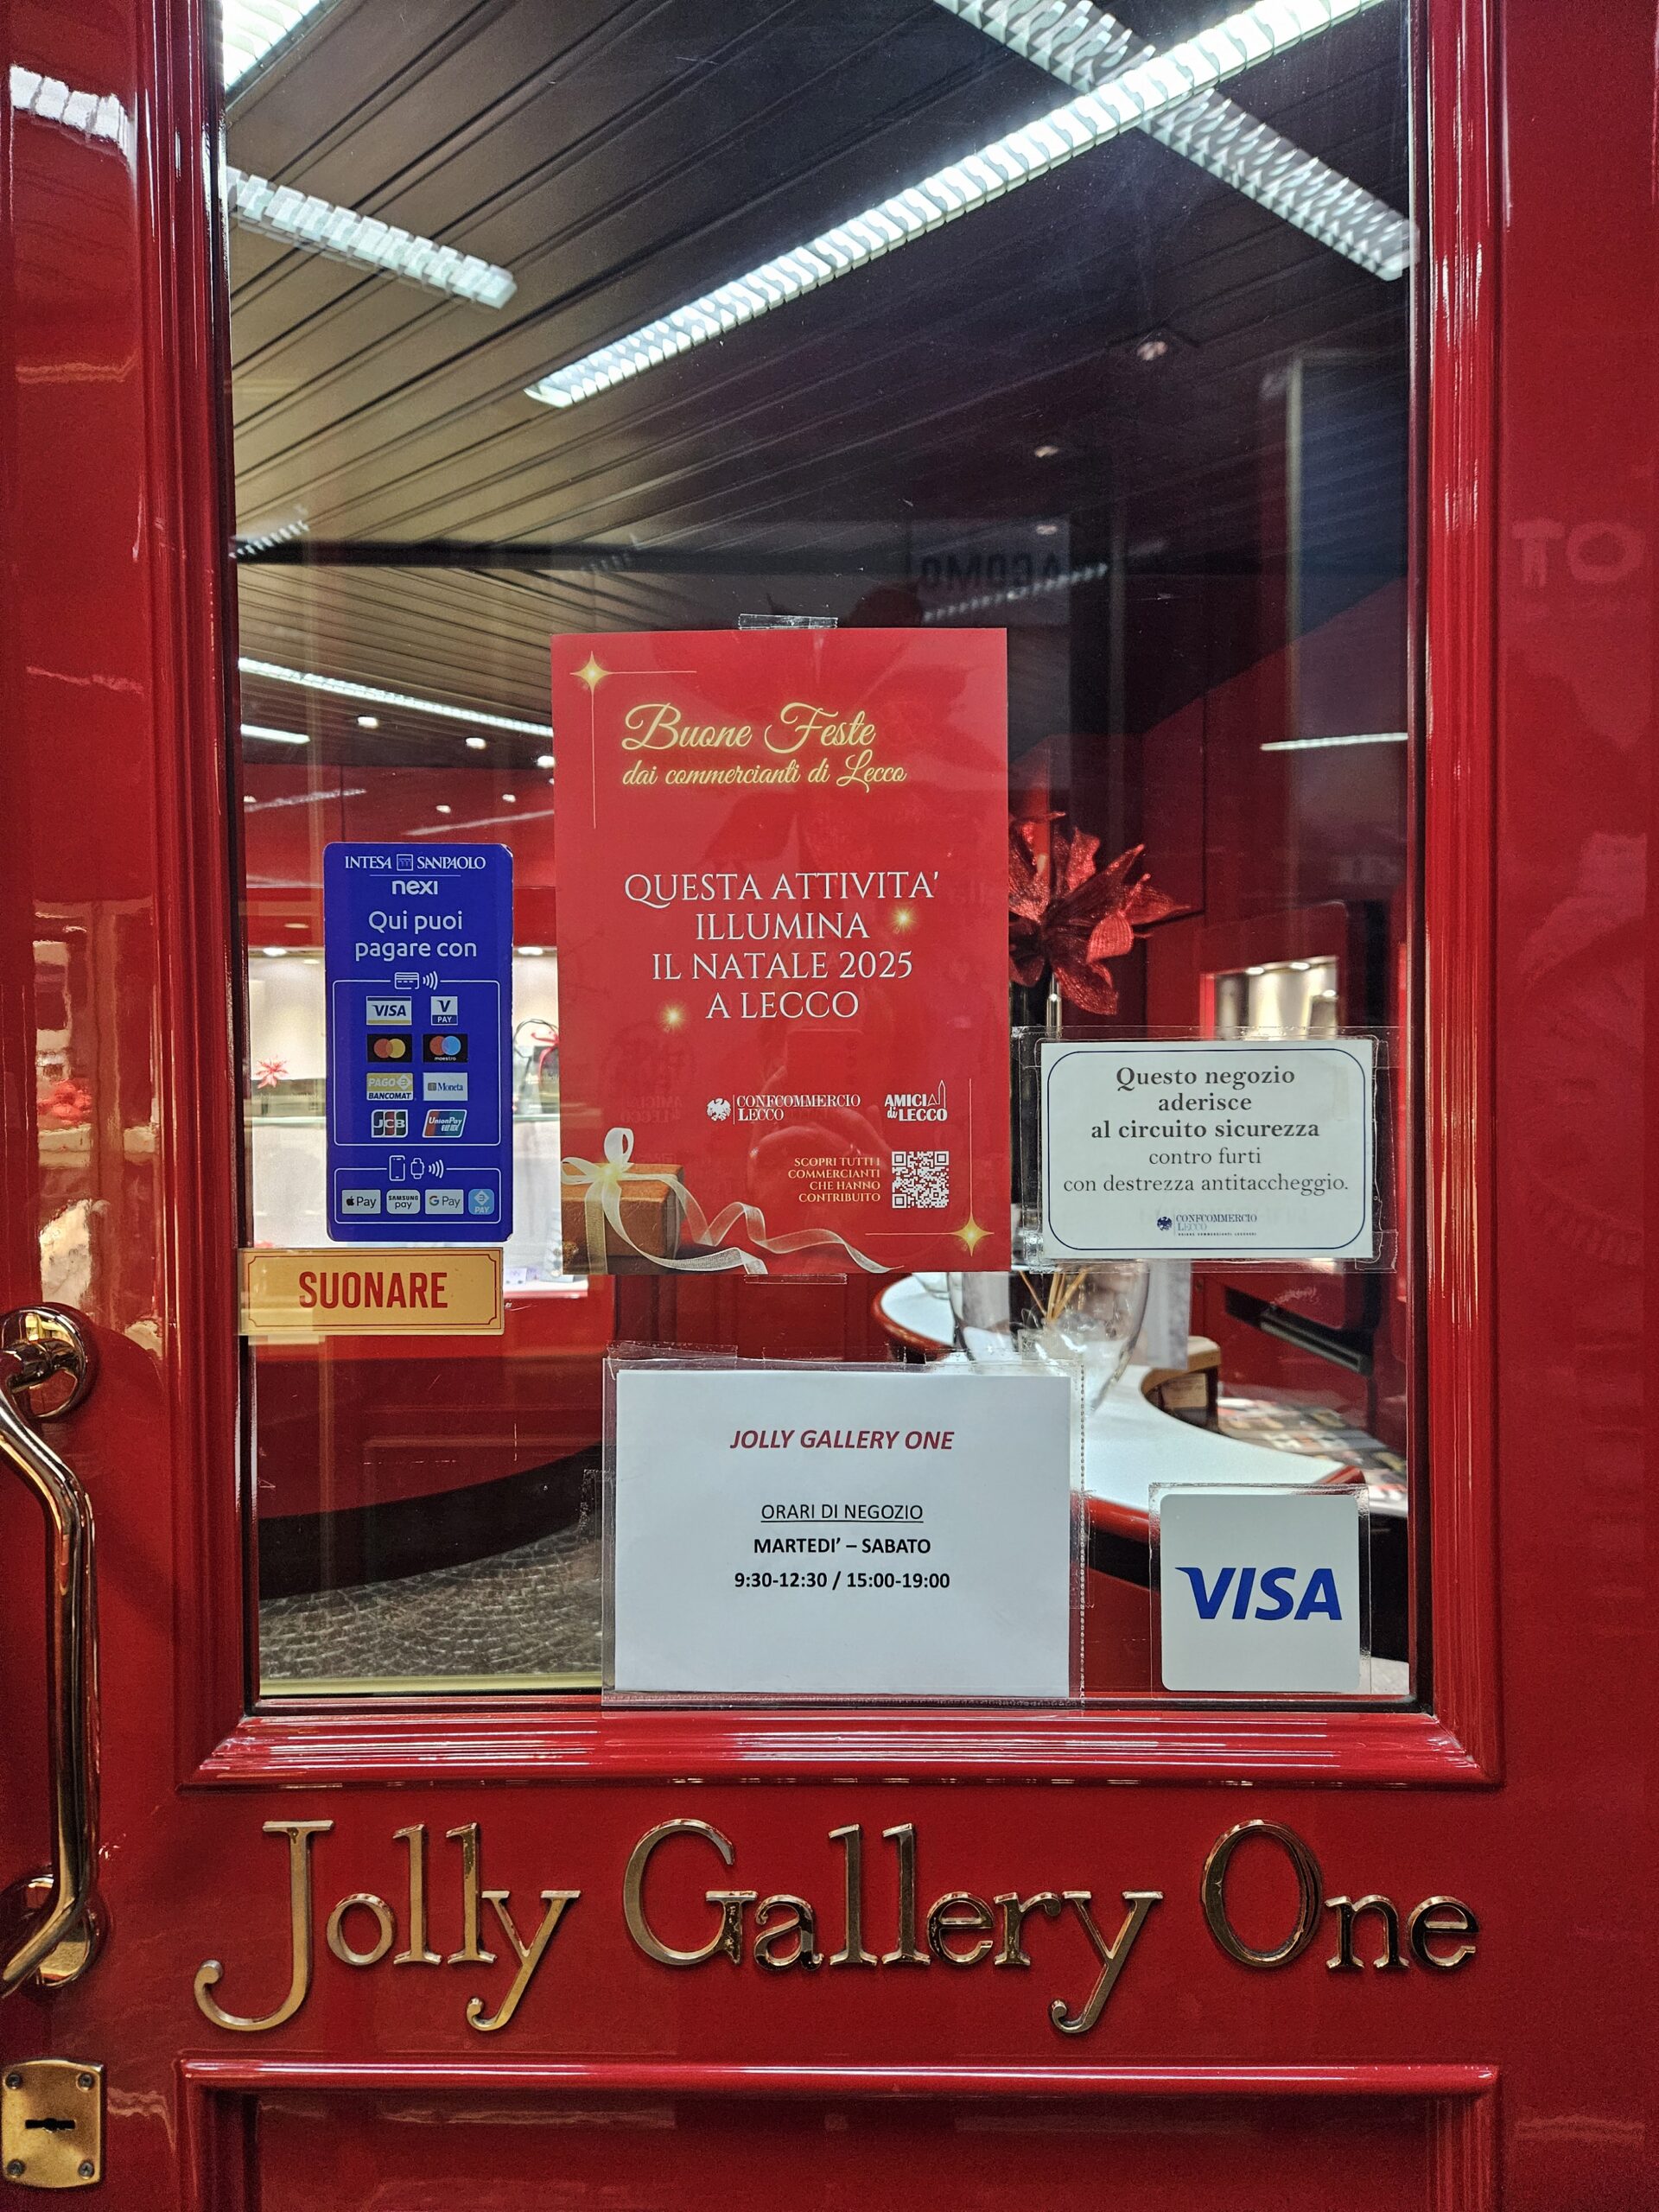 Buone Feste
dai commercianti di Lecco
QUESTA ATTIVITA'
ILLUMINA
IL NATALE 2025
A LECCO
CONFCOMMERCIO
LECCO
AMICI
di LECCO
SCOPRI TUTTI I
COMMERCIANTI
CHE HANNO
CONTRIBUITO
INTESA SANPAOLO
nexi
Qui puoi
pagare con
VISA
V
PAY
maestro
PAGO
BANCOMAT
Moneta
JCB
UnionPay
银联
Pay
SAMSUNG
pay
G Pay
PAY
SUONARE
Questo negozio
aderisce
al circuito sicurezza
contro furti
con destrezza antitaccheggio.
CONFCOMMERCIO
LECCO
JOLLY GALLERY ONE
ORARI DI NEGOZIO
MARTEDI' – SABATO
9:30-12:30 / 15:00-19:00
VISA
Jolly Gallery One
TO